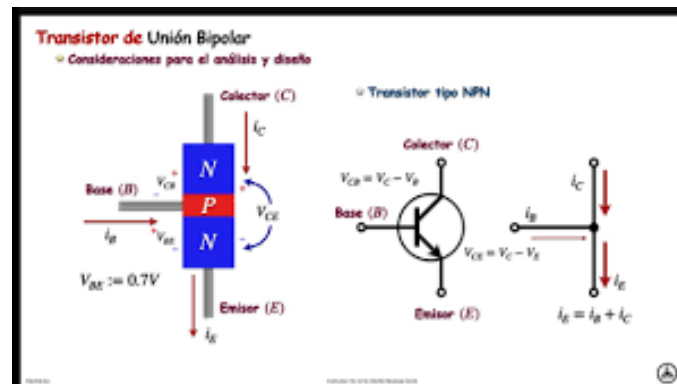 Transistor de Unión Bipolar
Consideraciones para el análisis y diseño
Colector (C)
i_C
N
V_CB
+
-
Base (B)
P
+
V_CE
i_B
+
V_BE
-
N
-
V_BE := 0.7V
Emisor (E)
i_E
Transistor tipo NPN
Colector (C)
V_CB = V_C − V_B
Base (B)
V_CE = V_C − V_E
Emisor (E)
i_C
i_B
i_E
i_E = i_B + i_C